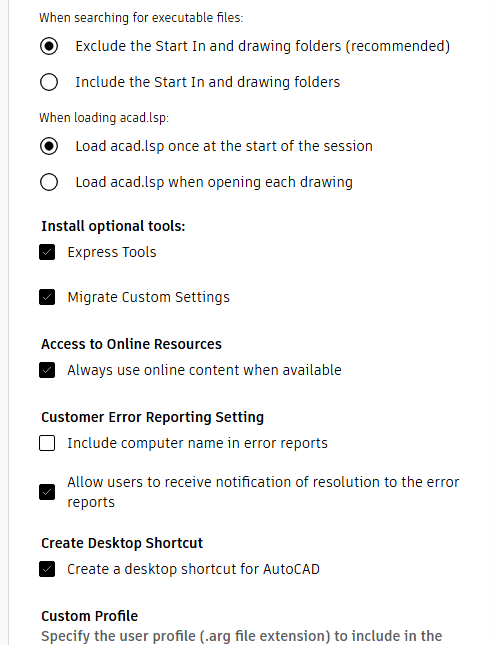 When searching for executable files:
Exclude the Start In and drawing folders (recommended)
Include the Start In and drawing folders
When loading acad.lsp:
Load acad.lsp once at the start of the session
Load acad.lsp when opening each drawing
Install optional tools:
Express Tools
Migrate Custom Settings
Access to Online Resources
Always use online content when available
Customer Error Reporting Setting
Include computer name in error reports
Allow users to receive notification of resolution to the error
reports
Create Desktop Shortcut
Create a desktop shortcut for AutoCAD
Custom Profile
Specify the user profile (.arg file extension) to include in the